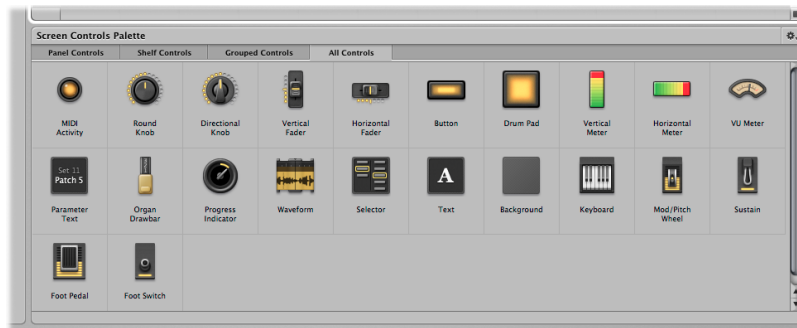 Screen Controls Palette
Panel Controls Shelf Controls Grouped Controls All Controls
MIDI Activity
Round Knob
Directional Knob
Vertical Fader
Horizontal Fader
Button
Drum Pad
Vertical Meter
Horizontal Meter
VU Meter
Set 11
Patch 5
Parameter Text
Organ Drawbar
Progress Indicator
Waveform
Selector
A
Text
Background
Keyboard
Mod/Pitch Wheel
Sustain
Foot Pedal
Foot Switch